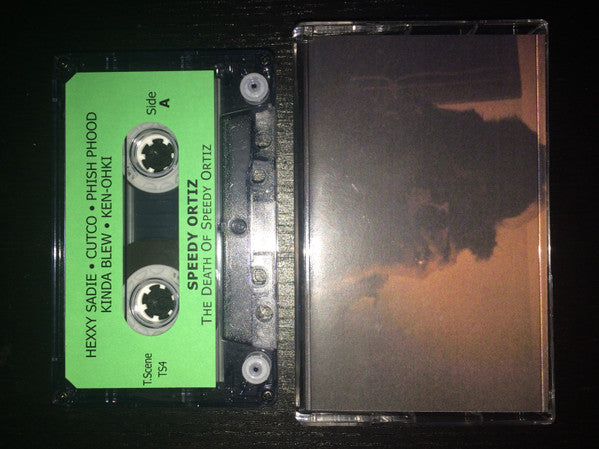 HEXXY SADIE • CUTCO • PHISH PHOOD
KINDA BLEW • KEN-OHKI
Side
A
T.Scene
TS4
SPEEDY ORTIZ
THE DEATH OF SPEEDY ORTIZ